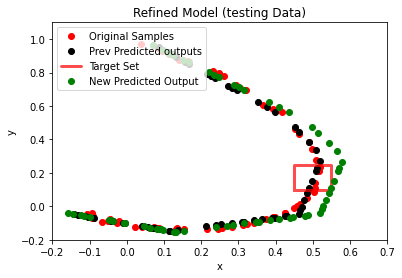 Refined Model (testing Data)
Original Samples
Prev Predicted outputs
Target Set
New Predicted Output
y
1.0
0.8
0.6
0.4
0.2
0.0
−0.2
−0.2 −0.1 0.0 0.1 0.2 0.3 0.4 0.5 0.6 0.7
x